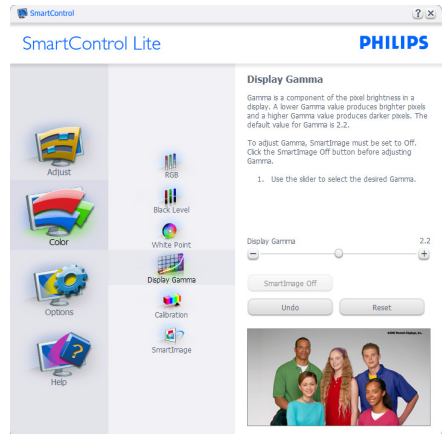 SmartControl
SmartControl Lite
PHILIPS
Adjust
Color
Options
Help
RGB
Black Level
White Point
Display Gamma
Calibration
SmartImage
Display Gamma
Gamma is a component of the pixel brightness in a
display. A lower Gamma value produces brighter pixels
and a higher Gamma value produces darker pixels. The
default value for Gamma is 2.2.
To adjust Gamma, SmartImage must be set to Off.
Click the SmartImage Off button before adjusting
Gamma.
1. Use the slider to select the desired Gamma.
Display Gamma 2.2
SmartImage Off
Undo Reset